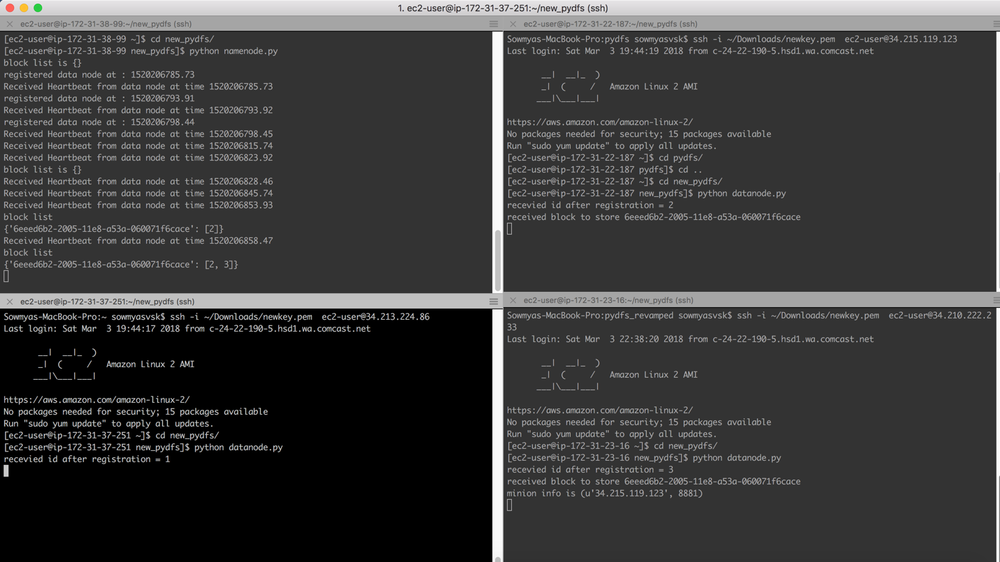 1. ec2-user@ip-172-31-37-251:~/new_pydfs (ssh)
ec2-user@ip-172-31-38-99:~/new_pydfs (ssh)
[ec2-user@ip-172-31-38-99 ~]$ cd new_pydfs/
[ec2-user@ip-172-31-38-99 new_pydfs]$ python namenode.py
block list is {}
registered data node at : 1520206785.73
Received Heartbeat from data node at time 1520206785.73
registered data node at : 1520206793.91
Received Heartbeat from data node at time 1520206793.92
registered data node at : 1520206798.44
Received Heartbeat from data node at time 1520206798.45
Received Heartbeat from data node at time 1520206815.74
Received Heartbeat from data node at time 1520206823.92
block list is {}
Received Heartbeat from data node at time 1520206828.46
Received Heartbeat from data node at time 1520206845.74
Received Heartbeat from data node at time 1520206853.93
block list
{'6eeed6b2-2005-11e8-a53a-060071f6cace': [2]}
Received Heartbeat from data node at time 1520206858.47
block list
{'6eeed6b2-2005-11e8-a53a-060071f6cace': [2, 3]}
ec2-user@ip-172-31-22-187:~/new_pydfs (ssh)
Sowmyas-MacBook-Pro:pydfs sowmyasvsk$ ssh -i ~/Downloads/newkey.pem  ec2-user@34.215.119.123
Last login: Sat Mar  3 19:44:19 2018 from c-24-22-190-5.hsd1.wa.comcast.net
       __|  __|_  )
       _|  (     /   Amazon Linux 2 AMI
      ___|\___|___|
https://aws.amazon.com/amazon-linux-2/
No packages needed for security; 15 packages available
Run "sudo yum update" to apply all updates.
[ec2-user@ip-172-31-22-187 ~]$ cd pydfs/
[ec2-user@ip-172-31-22-187 pydfs]$ cd ..
[ec2-user@ip-172-31-22-187 ~]$ cd new_pydfs/
[ec2-user@ip-172-31-22-187 new_pydfs]$ python datanode.py
recevied id after registration = 2
received block to store 6eeed6b2-2005-11e8-a53a-060071f6cace
ec2-user@ip-172-31-37-251:~/new_pydfs (ssh)
Sowmyas-MacBook-Pro:~ sowmyasvsk$ ssh -i ~/Downloads/newkey.pem  ec2-user@34.213.224.86
Last login: Sat Mar  3 19:44:17 2018 from c-24-22-190-5.hsd1.wa.comcast.net
       __|  __|_  )
       _|  (     /   Amazon Linux 2 AMI
      ___|\___|___|
https://aws.amazon.com/amazon-linux-2/
No packages needed for security; 15 packages available
Run "sudo yum update" to apply all updates.
[ec2-user@ip-172-31-37-251 ~]$ cd new_pydfs/
[ec2-user@ip-172-31-37-251 new_pydfs]$ python datanode.py
recevied id after registration = 1
ec2-user@ip-172-31-23-16:~/new_pydfs (ssh)
Sowmyas-MacBook-Pro:pydfs_revamped sowmyasvsk$ ssh -i ~/Downloads/newkey.pem  ec2-user@34.210.222.2
33
Last login: Sat Mar  3 22:38:20 2018 from c-24-22-190-5.hsd1.wa.comcast.net
       __|  __|_  )
       _|  (     /   Amazon Linux 2 AMI
      ___|\___|___|
https://aws.amazon.com/amazon-linux-2/
No packages needed for security; 15 packages available
Run "sudo yum update" to apply all updates.
[ec2-user@ip-172-31-23-16 ~]$ cd new_pydfs/
[ec2-user@ip-172-31-23-16 new_pydfs]$ python datanode.py
recevied id after registration = 3
received block to store 6eeed6b2-2005-11e8-a53a-060071f6cace
minion info is (u'34.215.119.123', 8881)